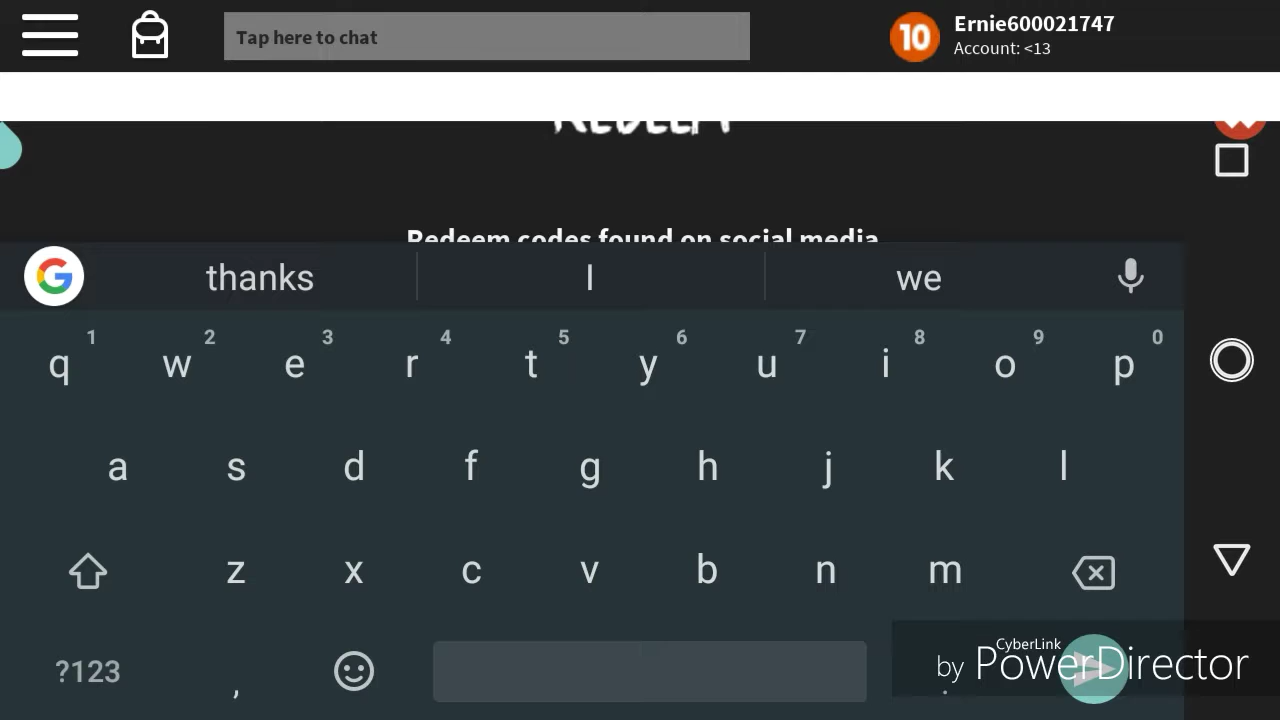 Tap here to chat
10
Ernie600021747
Account: <13
REDEEM
Redeem codes found on social media
G
thanks
I
we
1 2 3 4 5 6 7 8 9 0
q w e r t y u i o p
a s d f g h j k l
z x c v b n m
?123 , .
CyberLink
by PowerDirector